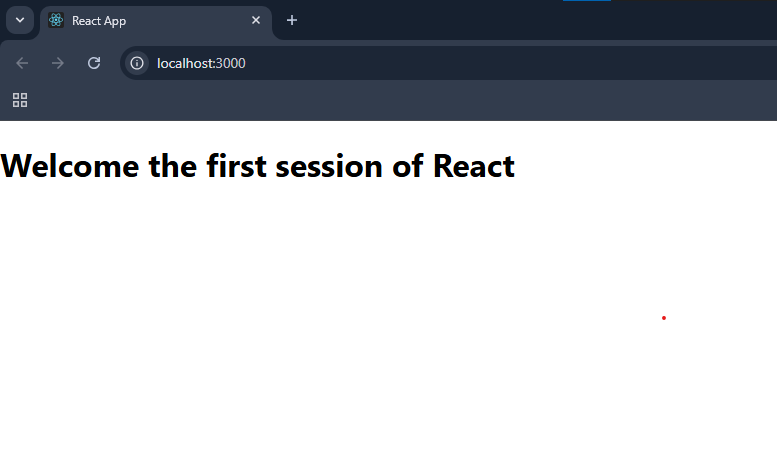 React App
localhost:3000
Welcome the first session of React